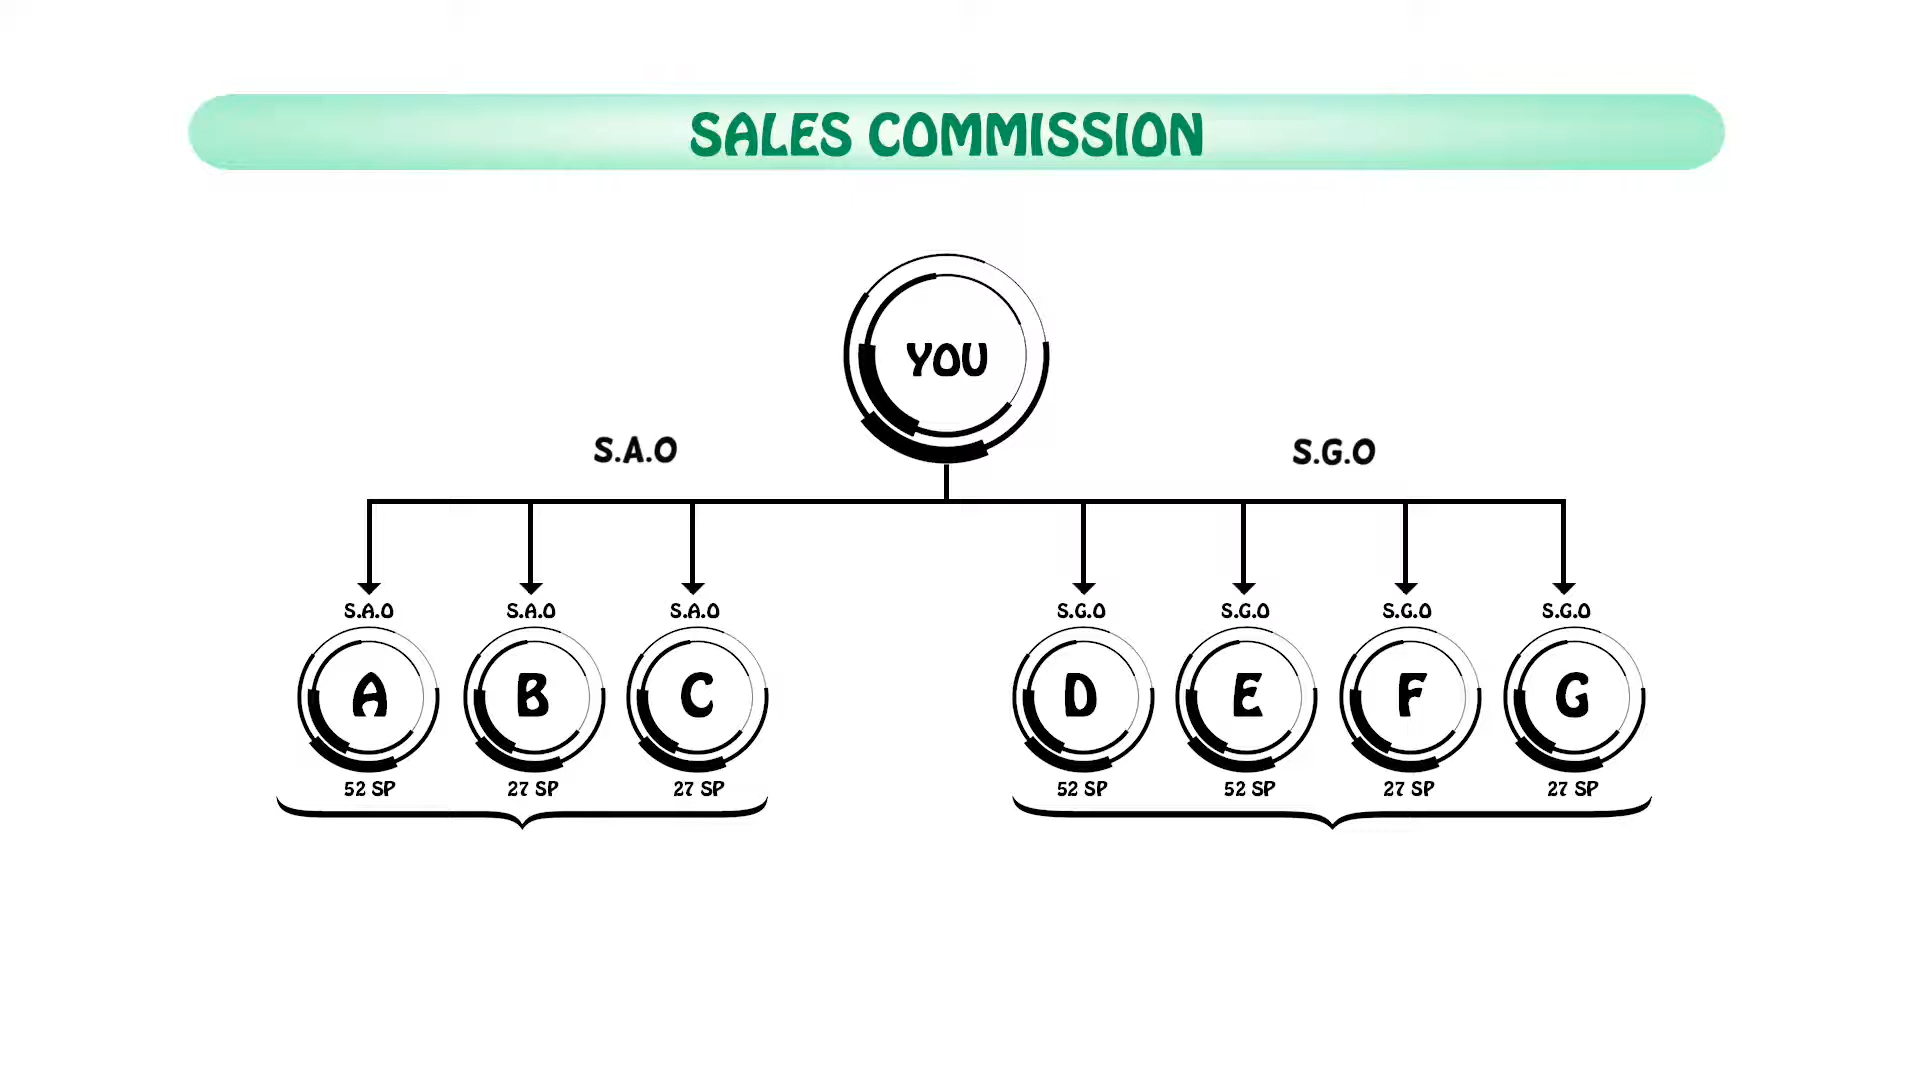 SALES COMMISSION
YOU
S.A.O
S.G.O
S.A.O S.A.O S.A.O S.G.O S.G.O S.G.O S.G.O
A B C D E F G
52 SP 27 SP 27 SP 52 SP 52 SP 27 SP 27 SP